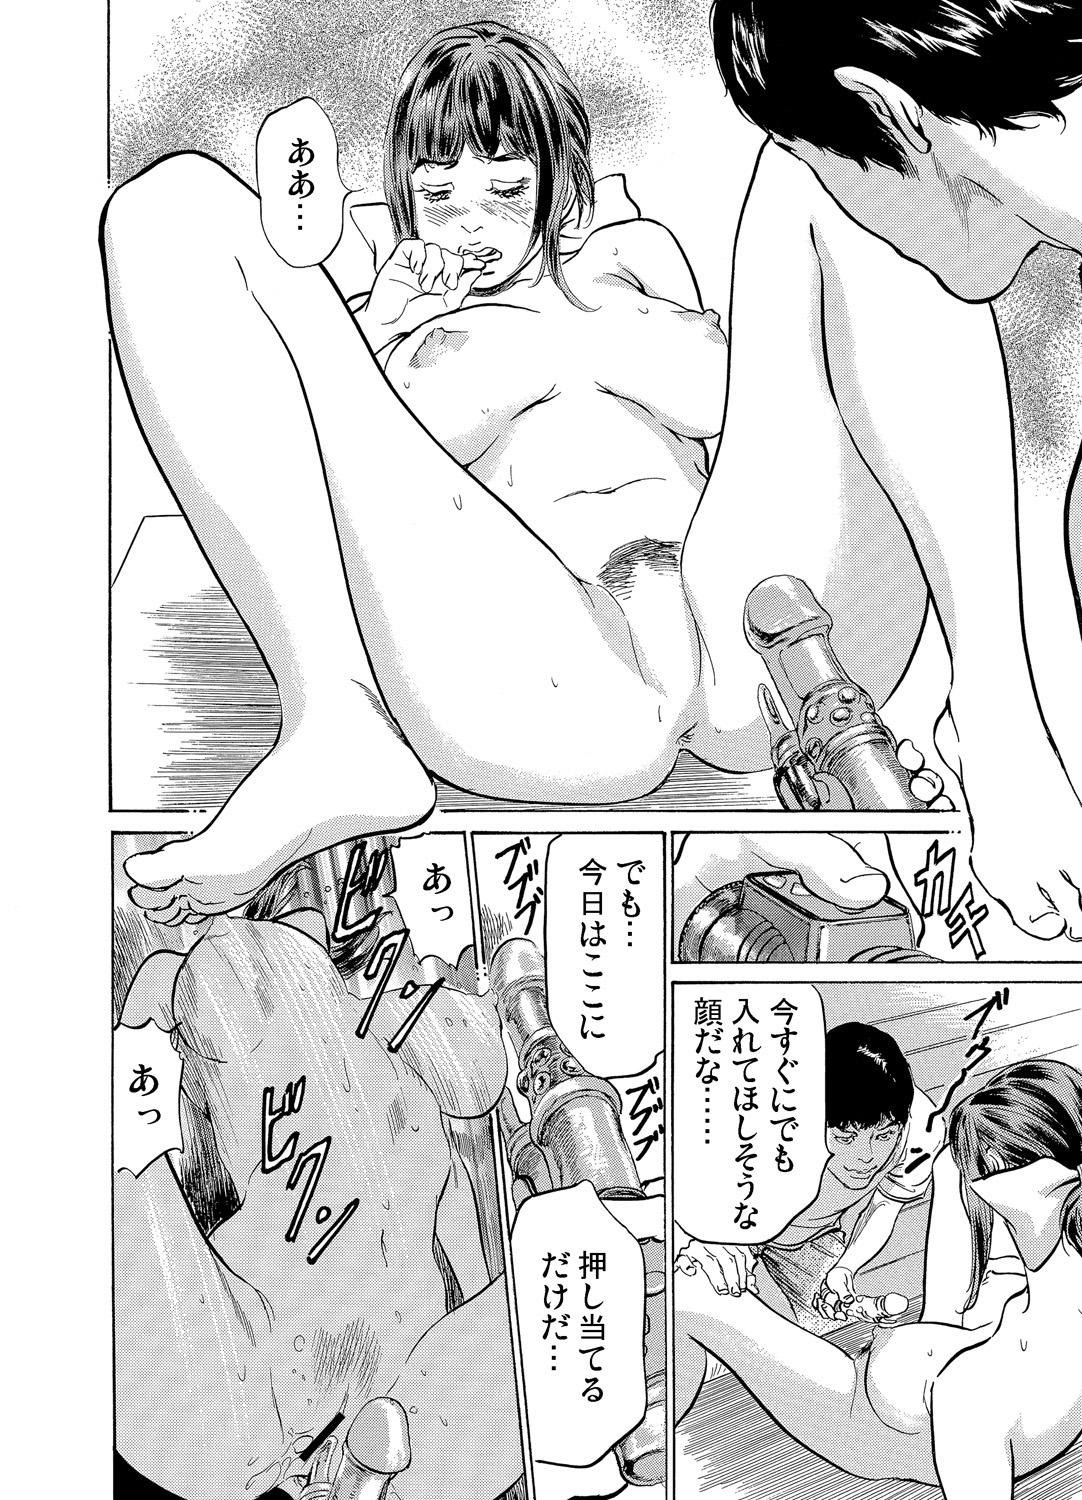 ああ…
カチ
ブゥゥ
今すぐにでも
入れてほしそうな
顔だな……
ブブブ
でも…
今日はここに
ブブブ
押し当てる
だけだ…
あっ
ビクン
あっ
ビクン